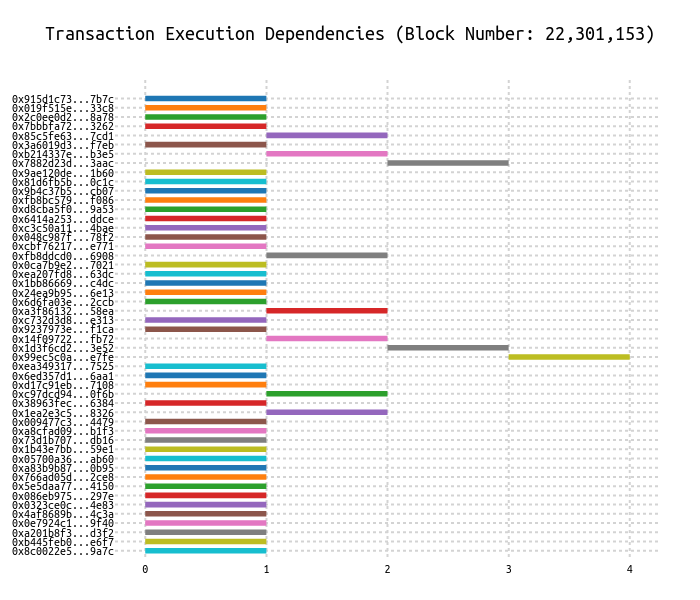 Transaction Execution Dependencies (Block Number: 22,301,153)
0x915d1c73...7b7c
0x019f515e...33c8
0x2c0ee0d2...8a78
0x7bbbfa72...3262
0x85c5fe63...7cd1
0x3a6019d3...f7eb
0xb214337e...b3e5
0x7882d23d...3aac
0x9ae120de...1b60
0x81d6fb5b...0c1c
0x9b4c37b5...cb07
0xfb8bc579...f086
0xd8cba5f0...9a53
0x6414a253...ddce
0xc3c50a11...4bae
0x048c987f...78f2
0xcbf76217...e771
0xfb8ddcd0...6908
0x0ca7b9e2...7021
0xea207fd8...63dc
0x1bb86669...c4dc
0x24ea9b95...6e13
0x6d6fa03e...2ccb
0xa3f86132...58ea
0xc732d3d8...e313
0x9237973e...f1ca
0x14f09722...fb72
0x1d3f6cd2...3e52
0x99ec5c0a...e7fe
0xea349317...7525
0x6ed357d1...6aa1
0xd17c91eb...7108
0xc97dcd94...0f6b
0x38963fec...6384
0x1ea2e3c5...8326
0x009477c3...4479
0xa8cfad09...b1f3
0x73d1b707...db16
0x1b43e7bb...59e1
0x05700a36...ab60
0xa83b9b87...0b95
0x766ad05d...2ce8
0x5e5daa77...4150
0x086eb975...297e
0x0323ce0c...4e83
0x4af8689b...4c3a
0x0e7924c1...9f40
0xa201b8f3...d3f2
0xb445feb0...e6f7
0x8c0022e5...9a7c
0 1 2 3 4